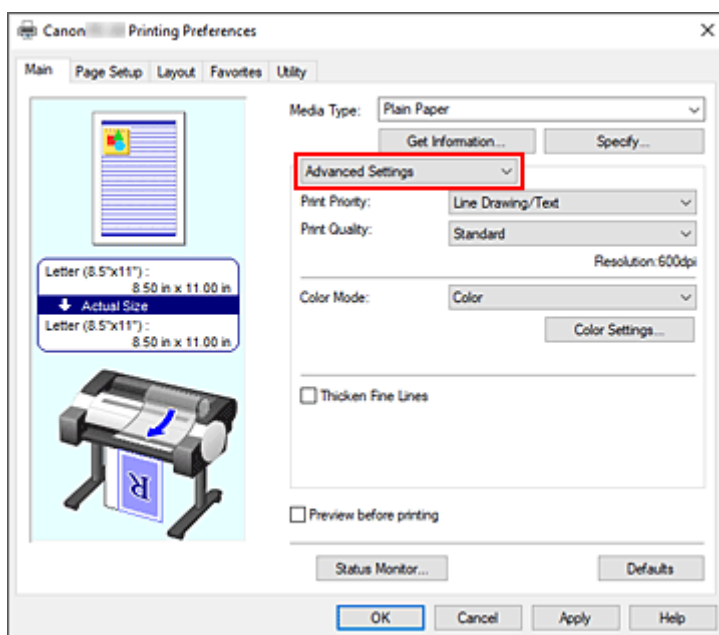 Canon Printing Preferences
Main Page Setup Layout Favorites Utility
Media Type: Plain Paper
Get Information... Specify...
Advanced Settings
Print Priority: Line Drawing/Text
Print Quality: Standard
Resolution:600dpi
Letter (8.5"x11") :
8.50 in x 11.00 in
Actual Size
Letter (8.5"x11") :
8.50 in x 11.00 in
Color Mode: Color
Color Settings...
Thicken Fine Lines
R
Preview before printing
Status Monitor... Defaults
OK Cancel Apply Help